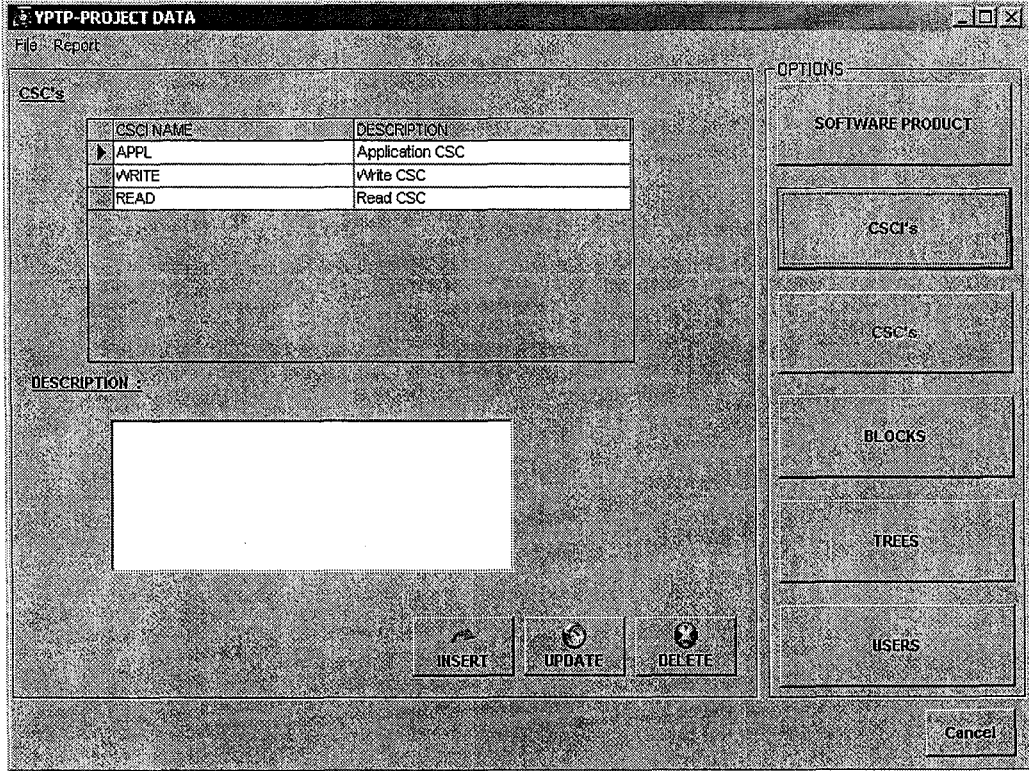 YPTP-PROJECT DATA
File Report
OPTIONS
CSC's
CSCI NAME DESCRIPTION
APPL Application CSC
WRITE Write CSC
READ Read CSC
DESCRIPTION :
INSERT UPDATE DELETE
SOFTWARE PRODUCT
CSCI's
CSC's
BLOCKS
TREES
USERS
Cancel